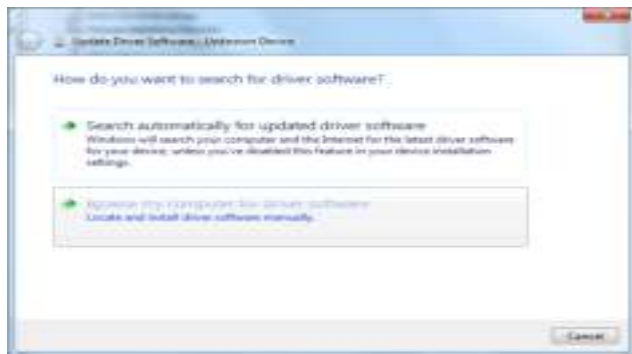 Update Driver Software - Unknown Device
How do you want to search for driver software?
Search automatically for updated driver software
Windows will search your computer and the Internet for the latest driver software
for your device, unless you've disabled this feature in your device installation
settings.
Browse my computer for driver software
Locate and install driver software manually.
Cancel